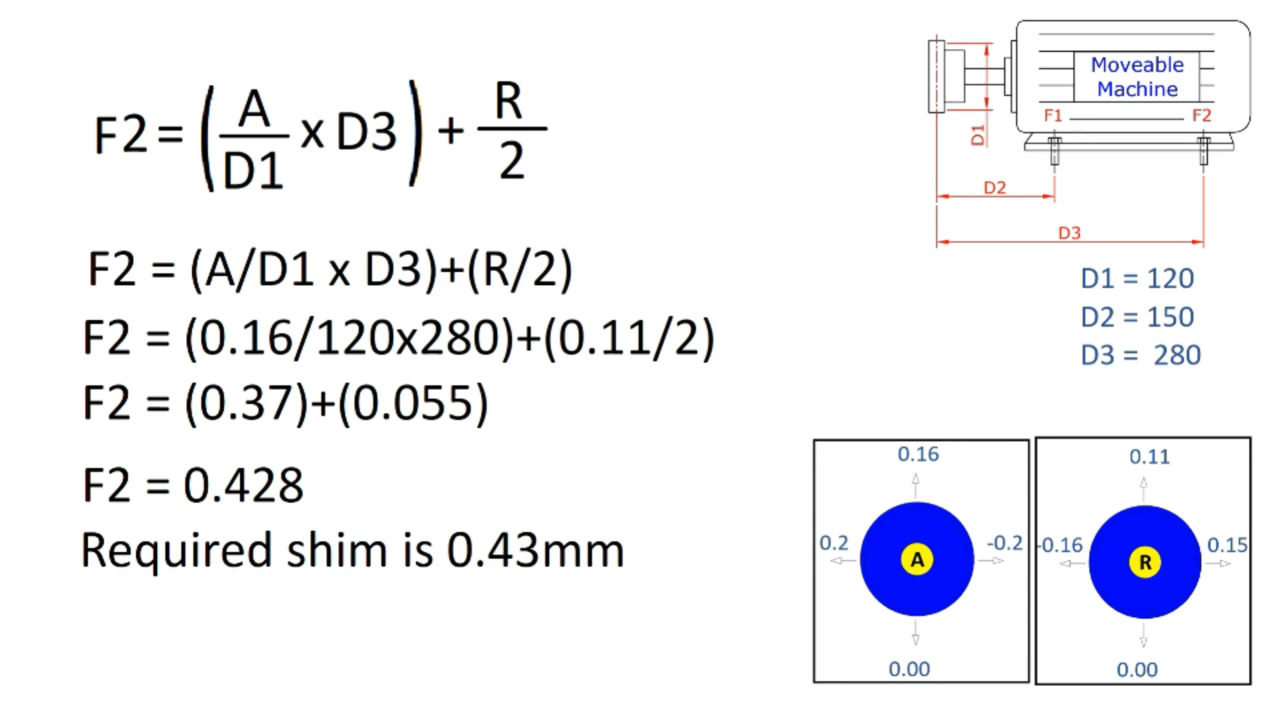 F2 = (A/D1 x D3) + R/2
F2 = (A/D1 x D3)+(R/2)
F2 = (0.16/120x280)+(0.11/2)
F2 = (0.37)+(0.055)
F2 = 0.428
Required shim is 0.43mm
Moveable
Machine
F1
F2
D1
D2
D3
D1 = 120
D2 = 150
D3 = 280
0.16
0.2
A
-0.2
0.00
0.11
-0.16
R
0.15
0.00